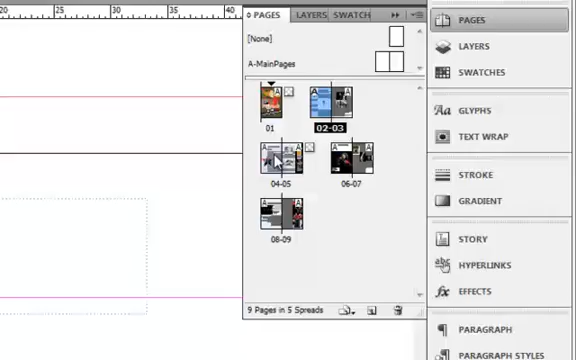 20 25 30 35 40
PAGES LAYERS SWATCH
[None]
A-MainPages
A A A
01 02-03
A A A A
04-05 06-07
A A
08-09
9 Pages in 5 Spreads
PAGES
LAYERS
SWATCHES
GLYPHS
TEXT WRAP
STROKE
GRADIENT
STORY
HYPERLINKS
EFFECTS
PARAGRAPH
PARAGRAPH STYLES